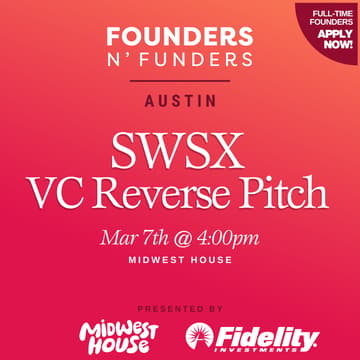 FULL-TIME
FOUNDERS
APPLY
NOW!
FOUNDERS
N' FUNDERS
AUSTIN
SWSX
VC Reverse Pitch
Mar 7th @ 4:00pm
MIDWEST HOUSE
PRESENTED BY
MIDWEST
HOUSE
Fidelity
INVESTMENTS